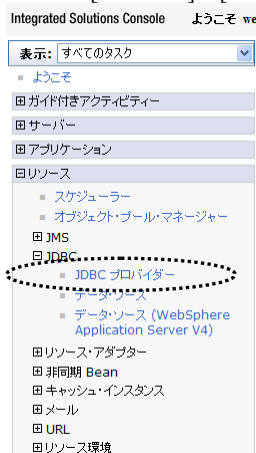 Integrated Solutions Console ようこそ we
表示: すべてのタスク
ようこそ
ガイド付きアクティビティー
サーバー
アプリケーション
リソース
スケジューラー
オブジェクト・プール・マネージャー
JMS
JDBC
JDBC プロバイダー
データ・ソース
データ・ソース (WebSphere
Application Server V4)
リソース・アダプター
非同期 Bean
キャッシュ・インスタンス
メール
URL
リソース環境